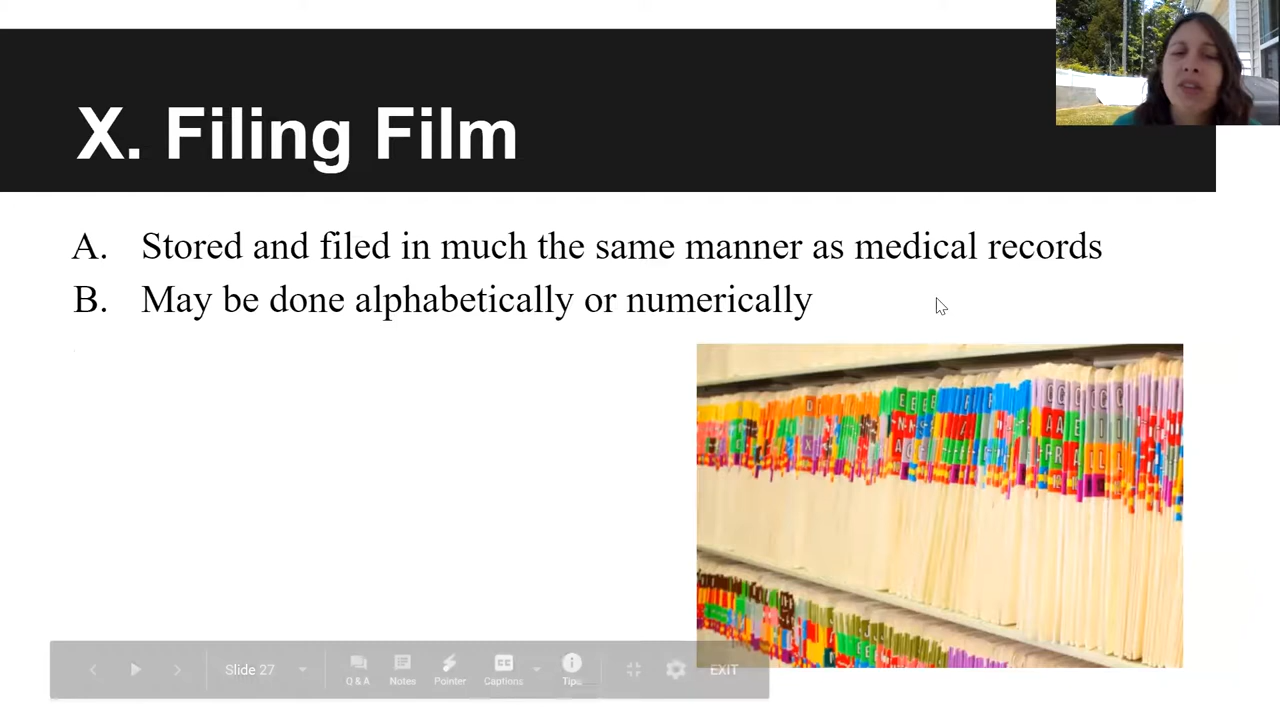 X. Filing Film
A. Stored and filed in much the same manner as medical records
B. May be done alphabetically or numerically
Slide 27
Q & A
Notes
Pointer
Captions
CC
Tips
EXIT